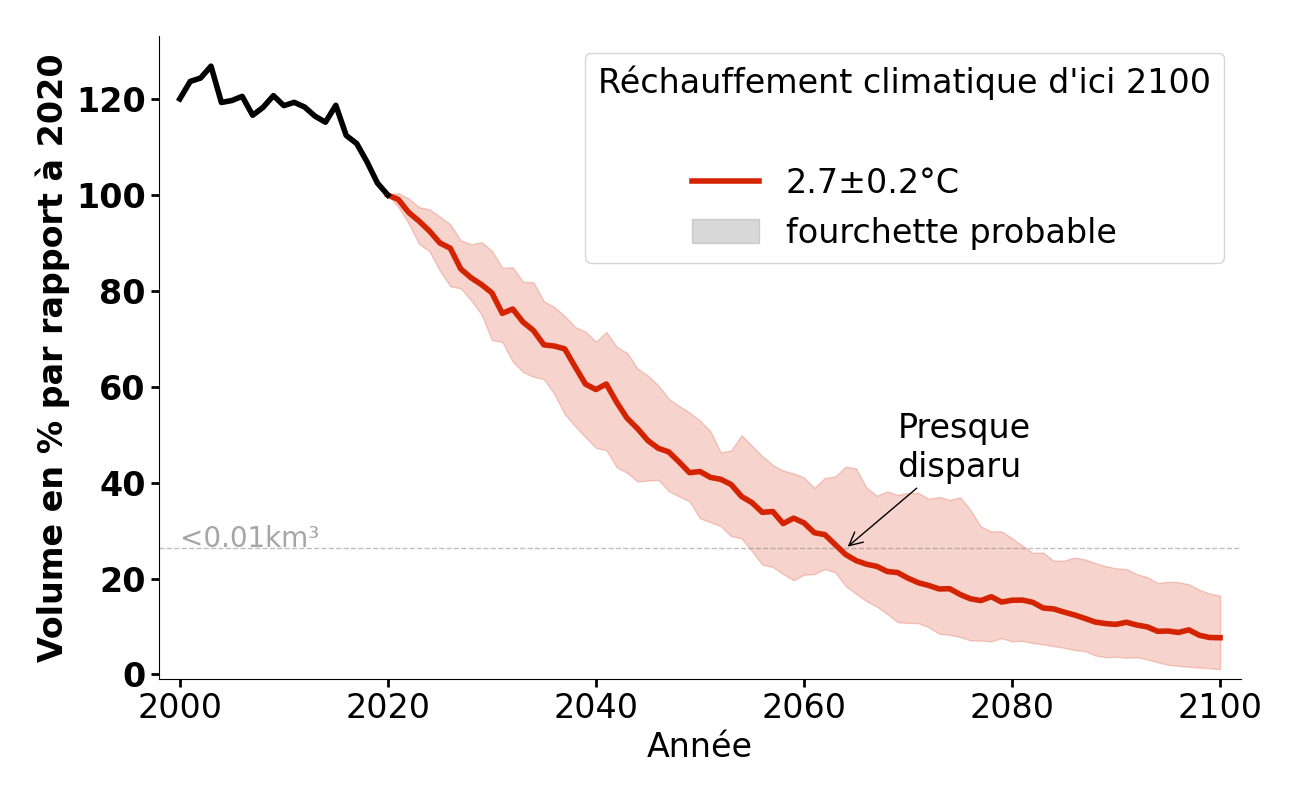 Volume en % par rapport à 2020
120
100
80
60
40
20
0
Réchauffement climatique d'ici 2100
2.7±0.2°C
fourchette probable
Presque
disparu
<0.01km³
2000
2020
2040
2060
2080
2100
Année